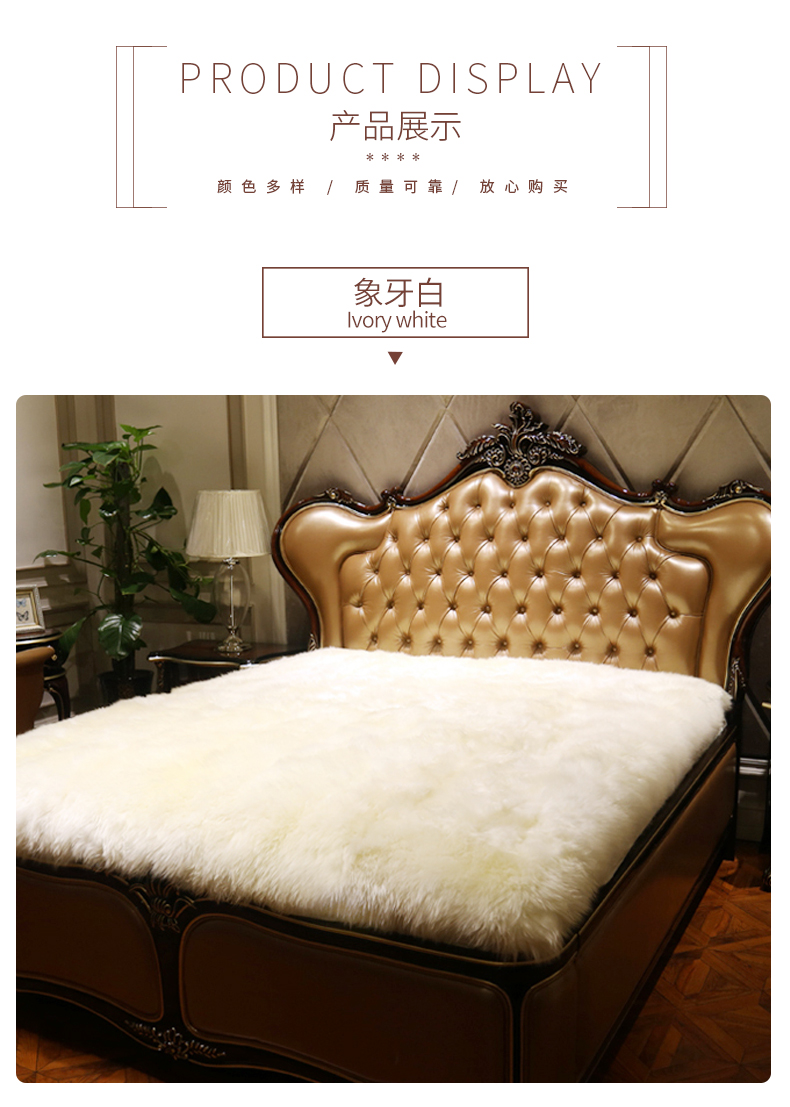 PRODUCT DISPLAY
产品展示
****
颜色多样 / 质量可靠/ 放心购买
象牙白
Ivory white